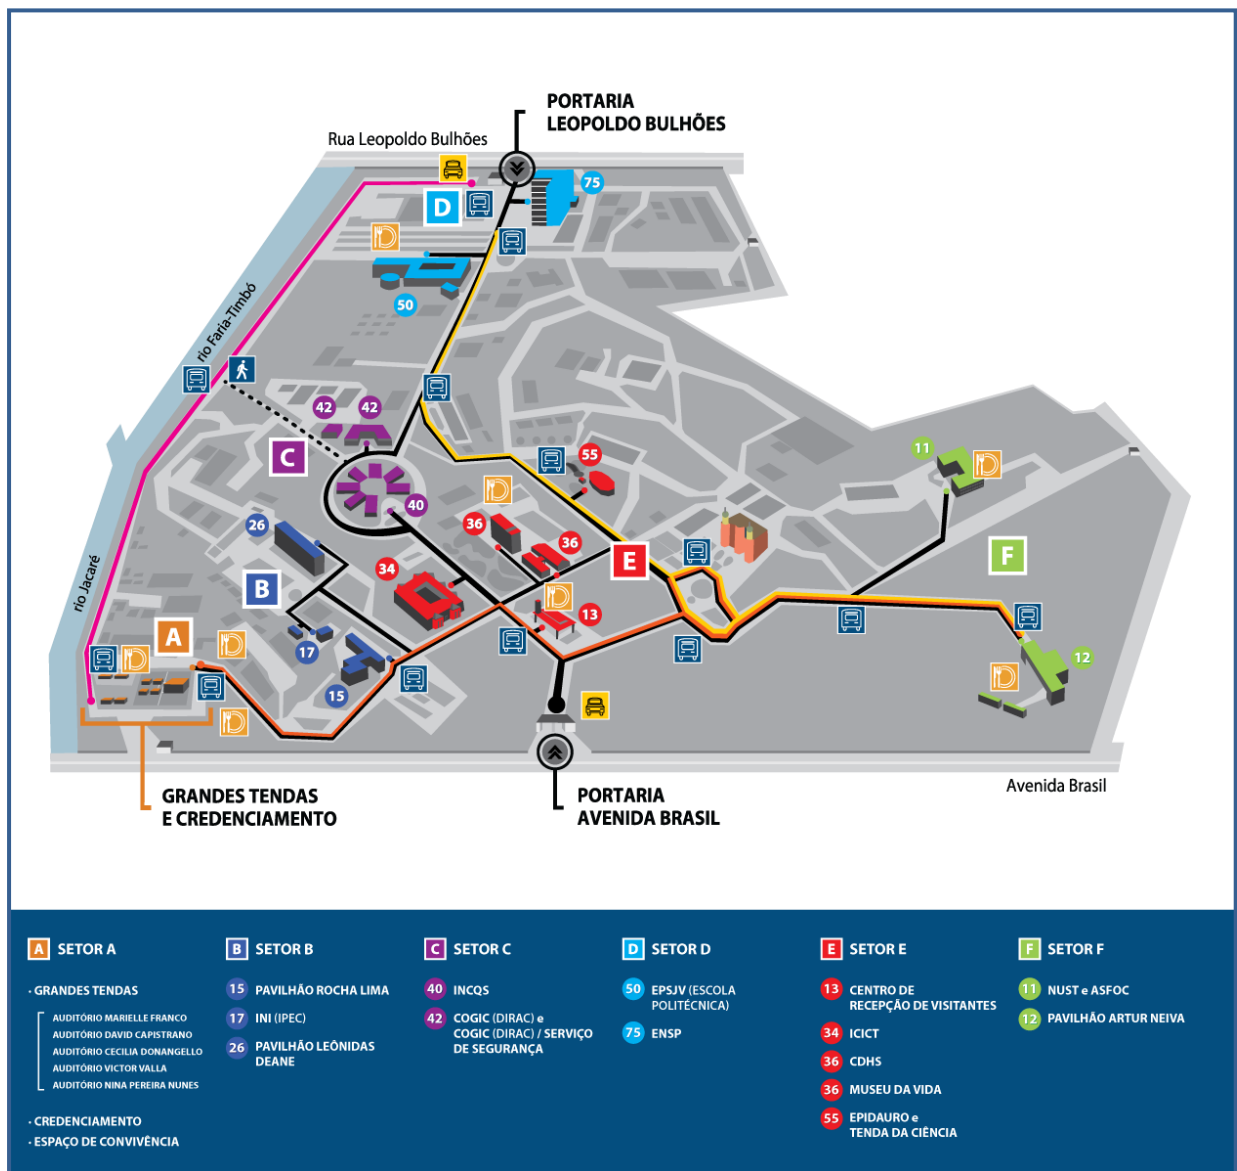 PORTARIA
LEOPOLDO BULHÕES
Rua Leopoldo Bulhões
75
D
50
rio Faria-Timbó
42
42
C
11
55
40
36
26
36
E
F
34
rio Jacaré
B
13
A
17
12
15
Avenida Brasil
GRANDES TENDAS
E CREDENCIAMENTO
PORTARIA
AVENIDA BRASIL
A SETOR A
· GRANDES TENDAS
AUDITÓRIO MARIELLE FRANCO
AUDITÓRIO DAVID CAPISTRANO
AUDITÓRIO CECILIA DONANGELLO
AUDITÓRIO VICTOR VALLA
AUDITÓRIO NINA PEREIRA NUNES
· CREDENCIAMENTO
· ESPAÇO DE CONVIVÊNCIA
B SETOR B
15 PAVILHÃO ROCHA LIMA
17 INI (IPEC)
26 PAVILHÃO LEÔNIDAS
DEANE
C SETOR C
40 INCQS
42 COGIC (DIRAC) e
COGIC (DIRAC) / SERVIÇO
DE SEGURANÇA
D SETOR D
50 EPSJV (ESCOLA
POLITÉCNICA)
75 ENSP
E SETOR E
13 CENTRO DE
RECEPÇÃO DE VISITANTES
34 ICICT
36 CDHS
36 MUSEU DA VIDA
55 EPIDAURO e
TENDA DA CIÊNCIA
F SETOR F
11 NUST e ASFOC
12 PAVILHÃO ARTUR NEIVA